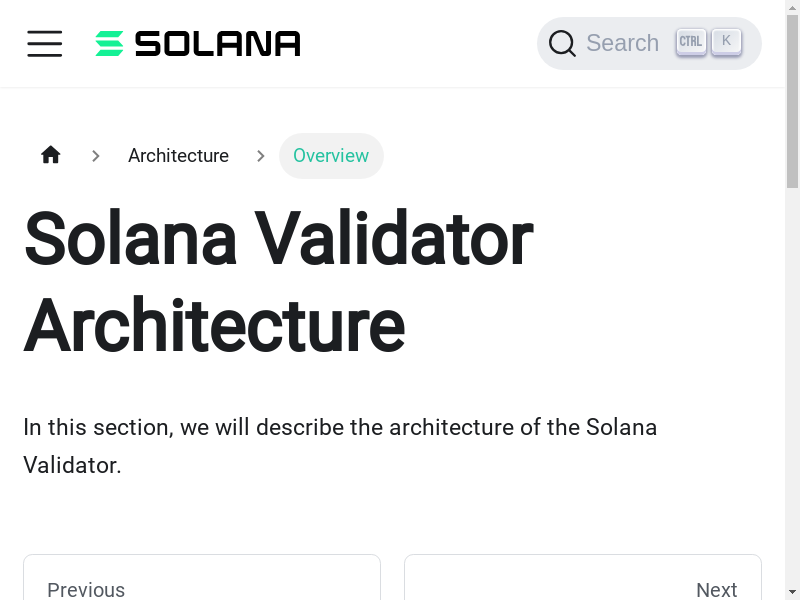 SOLANA
Search CTRL K
Architecture Overview
Solana Validator
Architecture
In this section, we will describe the architecture of the Solana
Validator.
Previous
Next